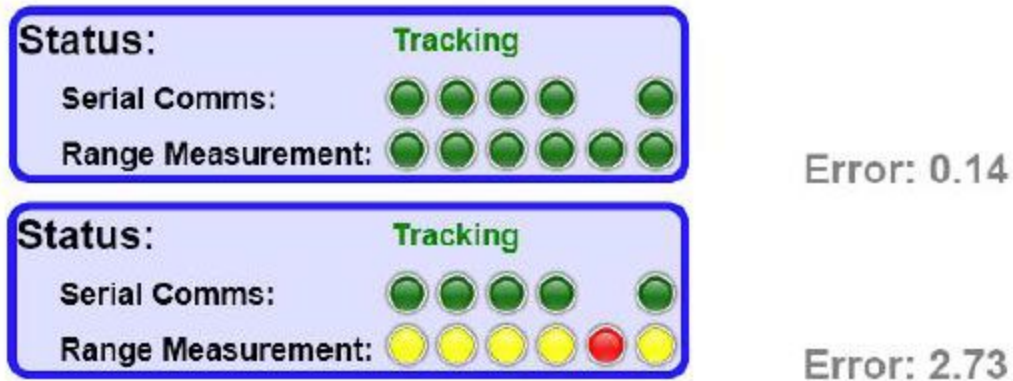 Status: Tracking
Serial Comms:
Range Measurement:
Error: 0.14
Status: Tracking
Serial Comms:
Range Measurement:
Error: 2.73